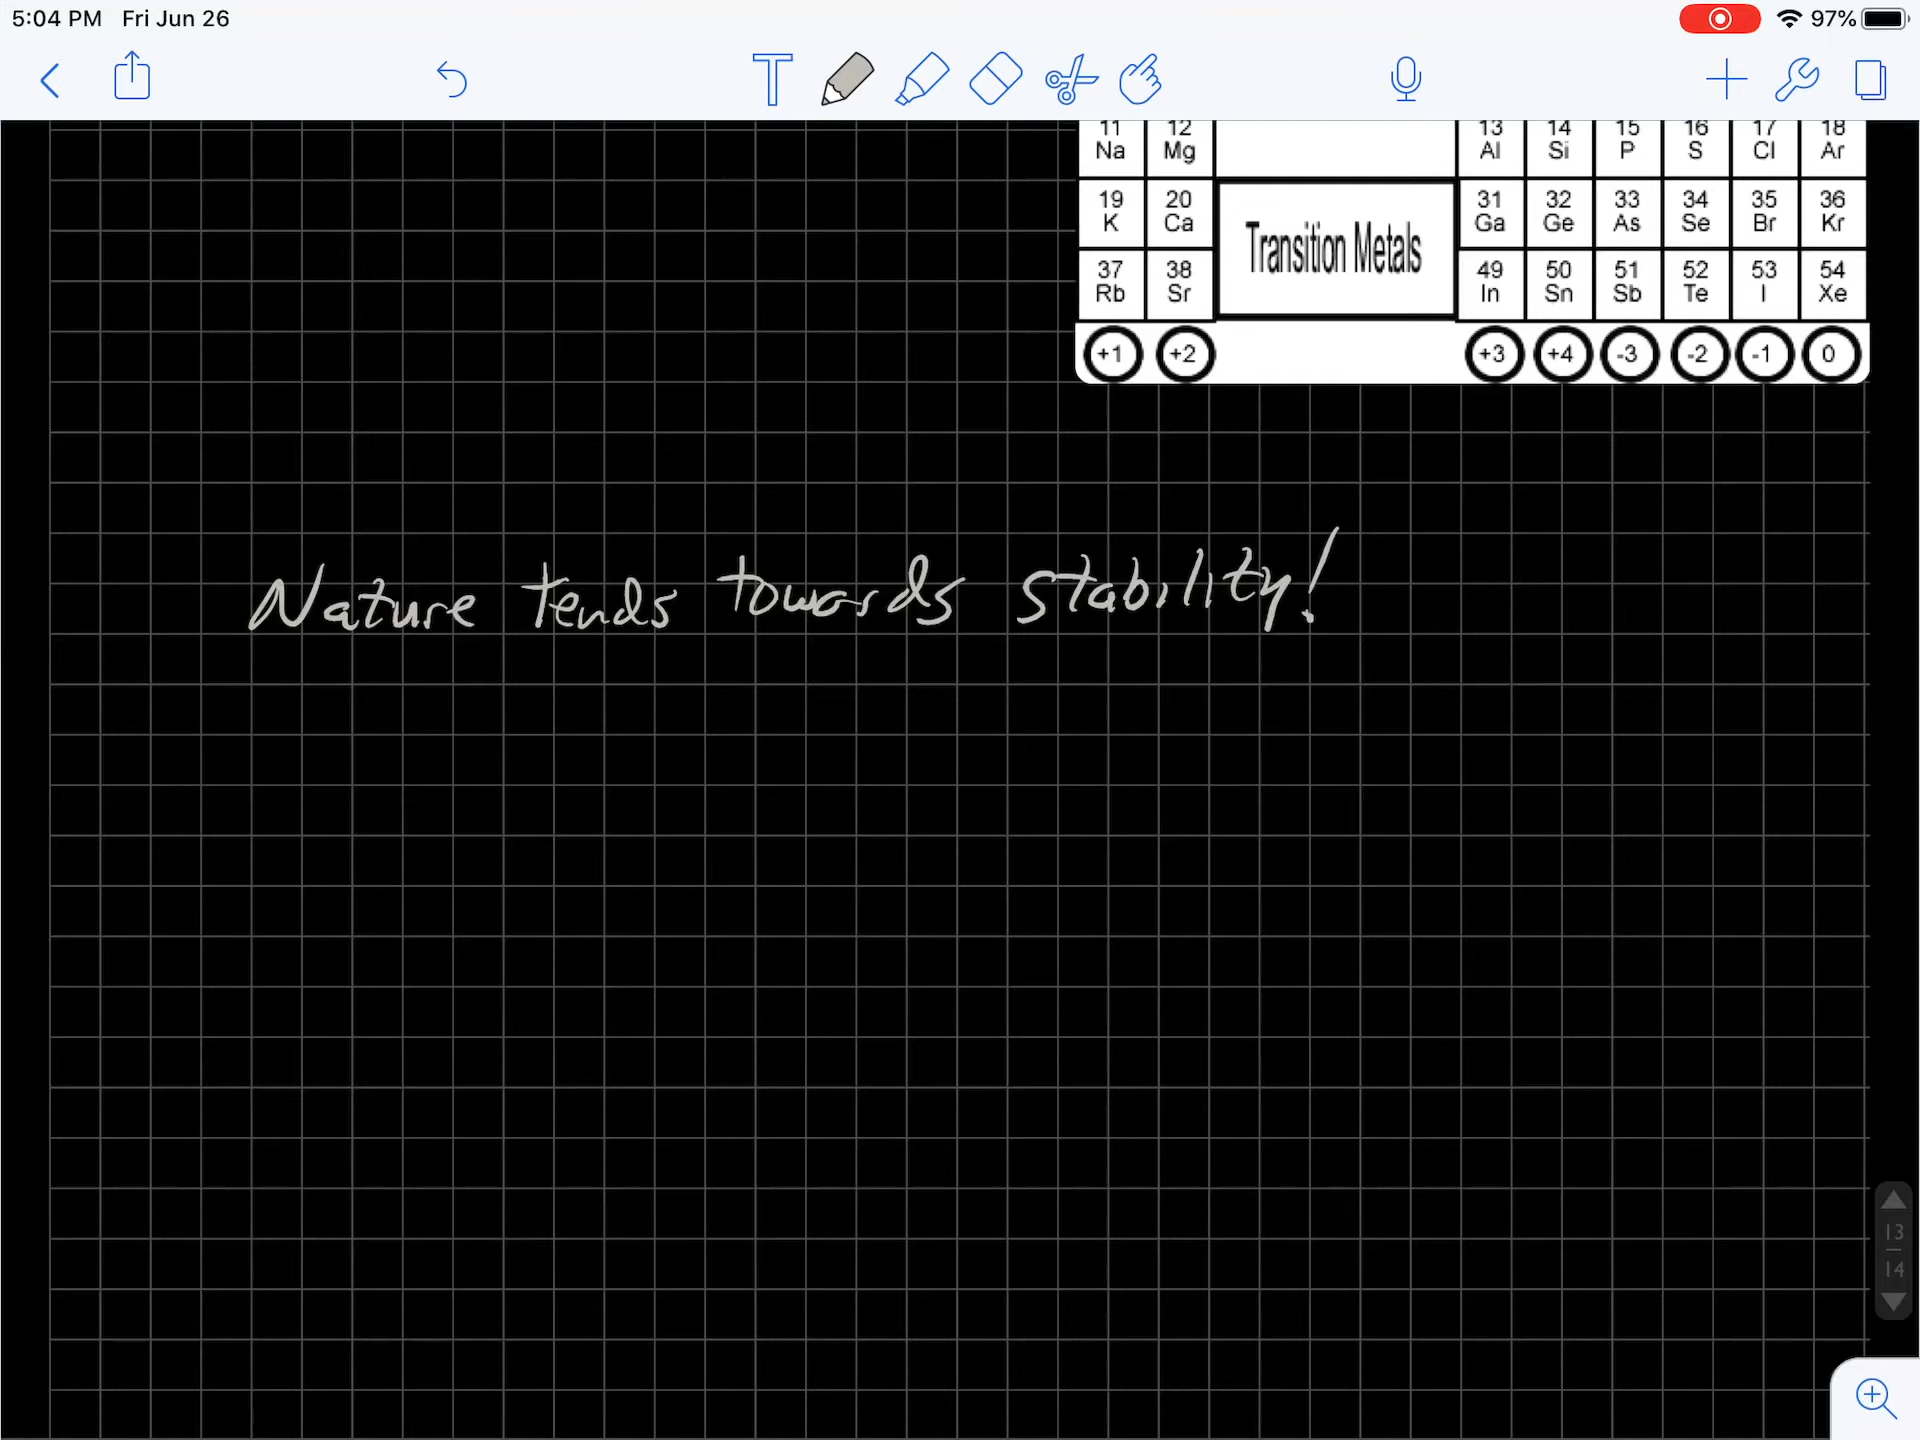 5:04 PM Fri Jun 26 97%
T
11 12 13 14 15 16 17 18
Na Mg Al Si P S Cl Ar
19 20 31 32 33 34 35 36
K Ca Transition Metals Ga Ge As Se Br Kr
37 38 49 50 51 52 53 54
Rb Sr In Sn Sb Te I Xe
+1 +2 +3 +4 -3 -2 -1 0
Nature tends towards stability!
13
14